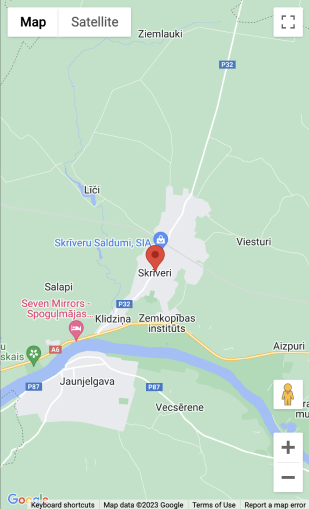 Map
Satellite
Ziemlauki
P32
Līči
Skrīveru Saldumi, SIA
Viesturi
Skrīveri
Salapi
Seven Mirrors -
Spoguļmājas...
P32
Klidziņa
Zemkopības
institūts
A6
Aizpuri
skais
P87
Jaunjelgava
P87
Vecsērene
mu
Google
Keyboard shortcuts
Map data ©2023 Google
Terms of Use
Report a map error